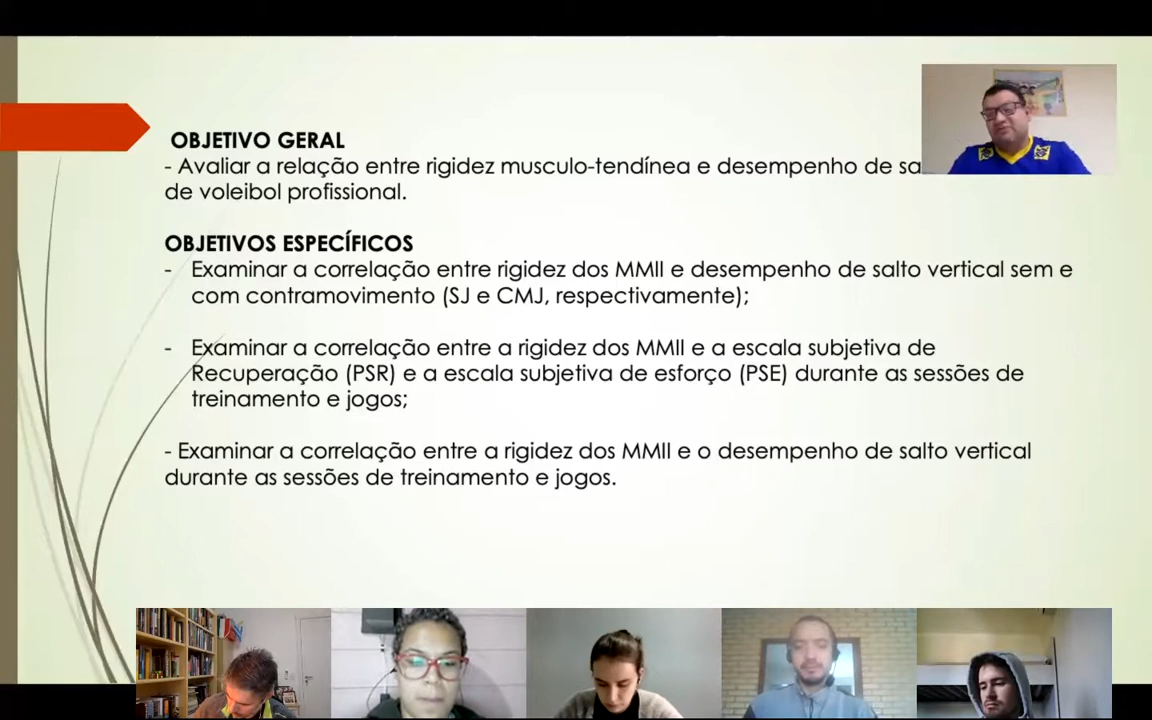 OBJETIVO GERAL
- Avaliar a relação entre rigidez musculo-tendínea e desempenho de
de voleibol profissional.
OBJETIVOS ESPECÍFICOS
- Examinar a correlação entre rigidez dos MMII e desempenho de salto vertical sem e
com contramovimento (SJ e CMJ, respectivamente);
- Examinar a correlação entre a rigidez dos MMII e a escala subjetiva de
Recuperação (PSR) e a escala subjetiva de esforço (PSE) durante as sessões de
treinamento e jogos;
- Examinar a correlação entre a rigidez dos MMII e o desempenho de salto vertical
durante as sessões de treinamento e jogos.